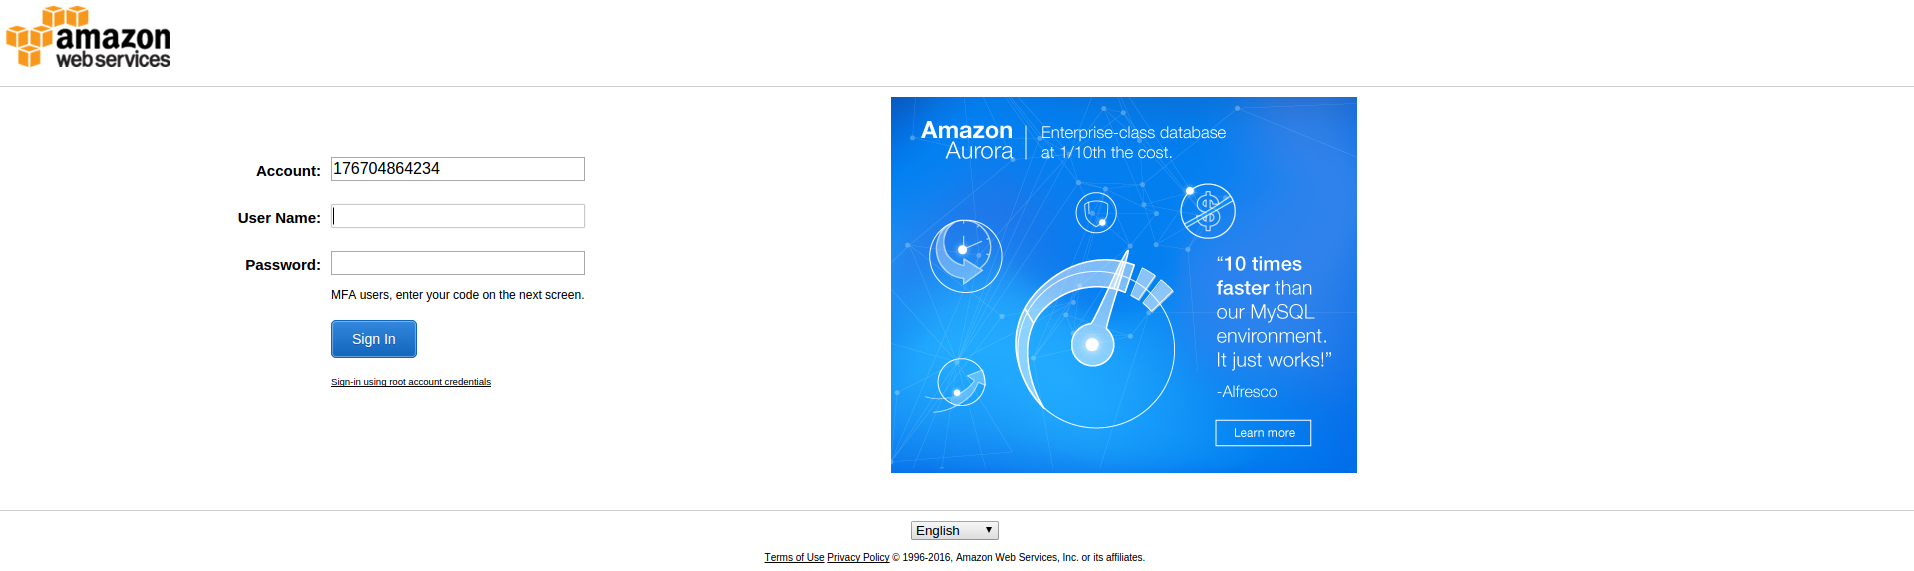 amazon
web services
Account: 176704864234
User Name:
Password:
MFA users, enter your code on the next screen.
Sign In
Sign-in using root account credentials
Amazon
Aurora
Enterprise-class database
at 1/10th the cost.
$
“10 times
faster than
our MySQL
environment.
It just works!”
-Alfresco
Learn more
English
Terms of Use Privacy Policy © 1996-2016, Amazon Web Services, Inc. or its affiliates.